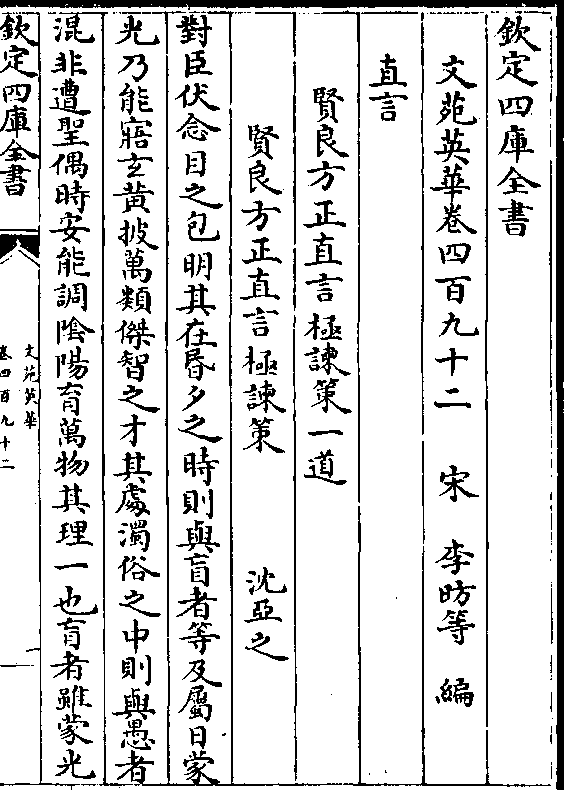 欽定四庫全書
文苑英華卷四百九十二　宋　李昉等　編
直言
賢良方正直言極諫策一道
賢良方正直言極諫策　沈亞之
對臣伏念目之包明其在昬夕之時則與盲者等及屬日蒙
光乃能寤玄黄披萬類傑智之才其處濁俗之中則與愚者
混非遭聖偶時安能調隂陽育萬物其理一也盲者雖蒙光
欽定四庫全書
文苑英華
卷四百九十二
一